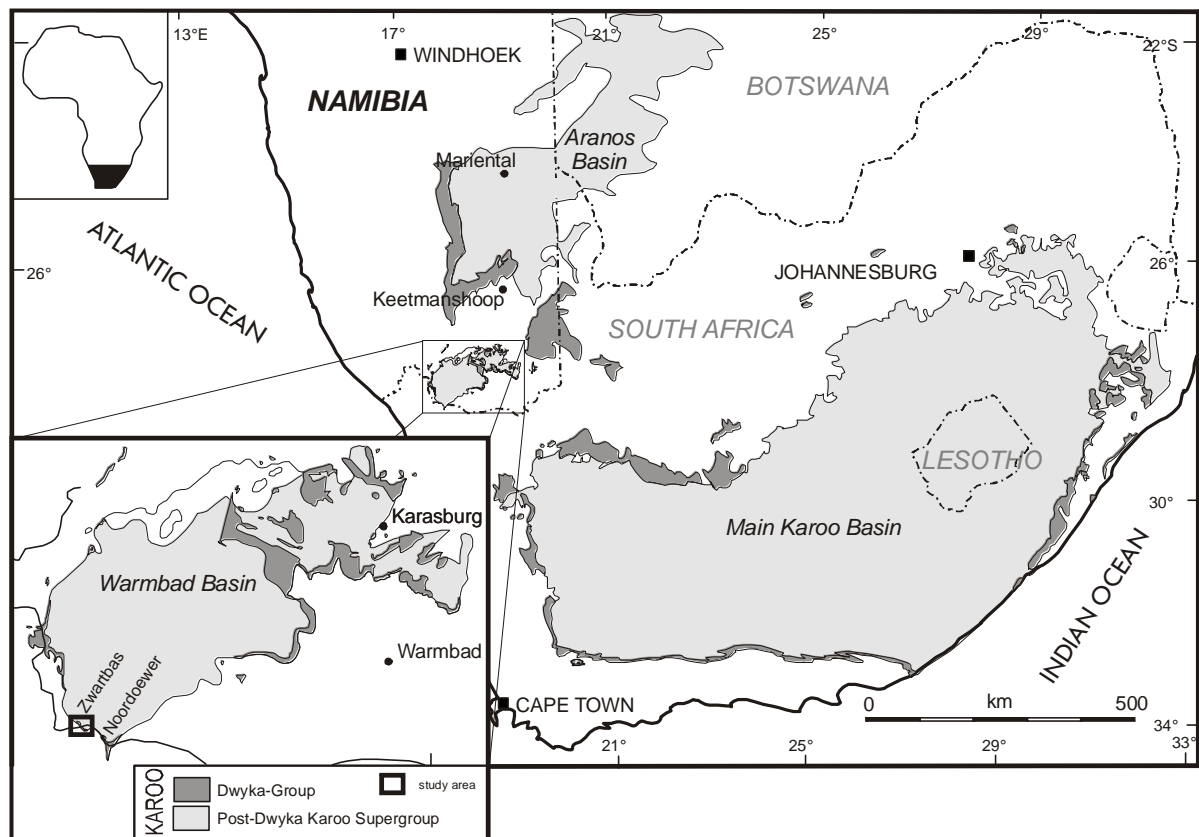 13°E
17°
21°
25°
29°
22°S
WINDHOEK
NAMIBIA
BOTSWANA
Aranos
Basin
Mariental
ATLANTIC OCEAN
26°
JOHANNESBURG
26°
Keetmanshoop
SOUTH AFRICA
LESOTHO
30°
Main Karoo Basin
INDIAN OCEAN
Karasburg
Warmbad Basin
Warmbad
Zwartbas
Noordoewer
CAPE TOWN
0
km
500
34°
21°
25°
29°
33°
KAROO
Dwyka-Group
study area
Post-Dwyka Karoo Supergroup